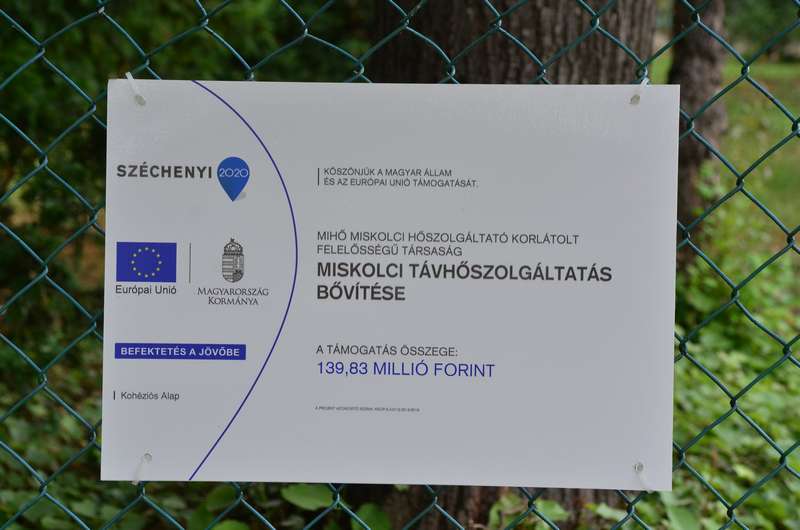 SZÉCHENYI 2020
Európai Unió
MAGYARORSZÁG
KORMÁNYA
BEFEKTETÉS A JÖVŐBE
Kohéziós Alap
KÖSZÖNJÜK A MAGYAR ÁLLAM
ÉS AZ EURÓPAI UNIÓ TÁMOGATÁSÁT.
MIHŐ MISKOLCI HŐSZOLGÁLTATÓ KORLÁTOLT
FELELŐSSÉGŰ TÁRSASÁG
MISKOLCI TÁVHŐSZOLGÁLTATÁS
BŐVÍTÉSE
A TÁMOGATÁS ÖSSZEGE:
139,83 MILLIÓ FORINT